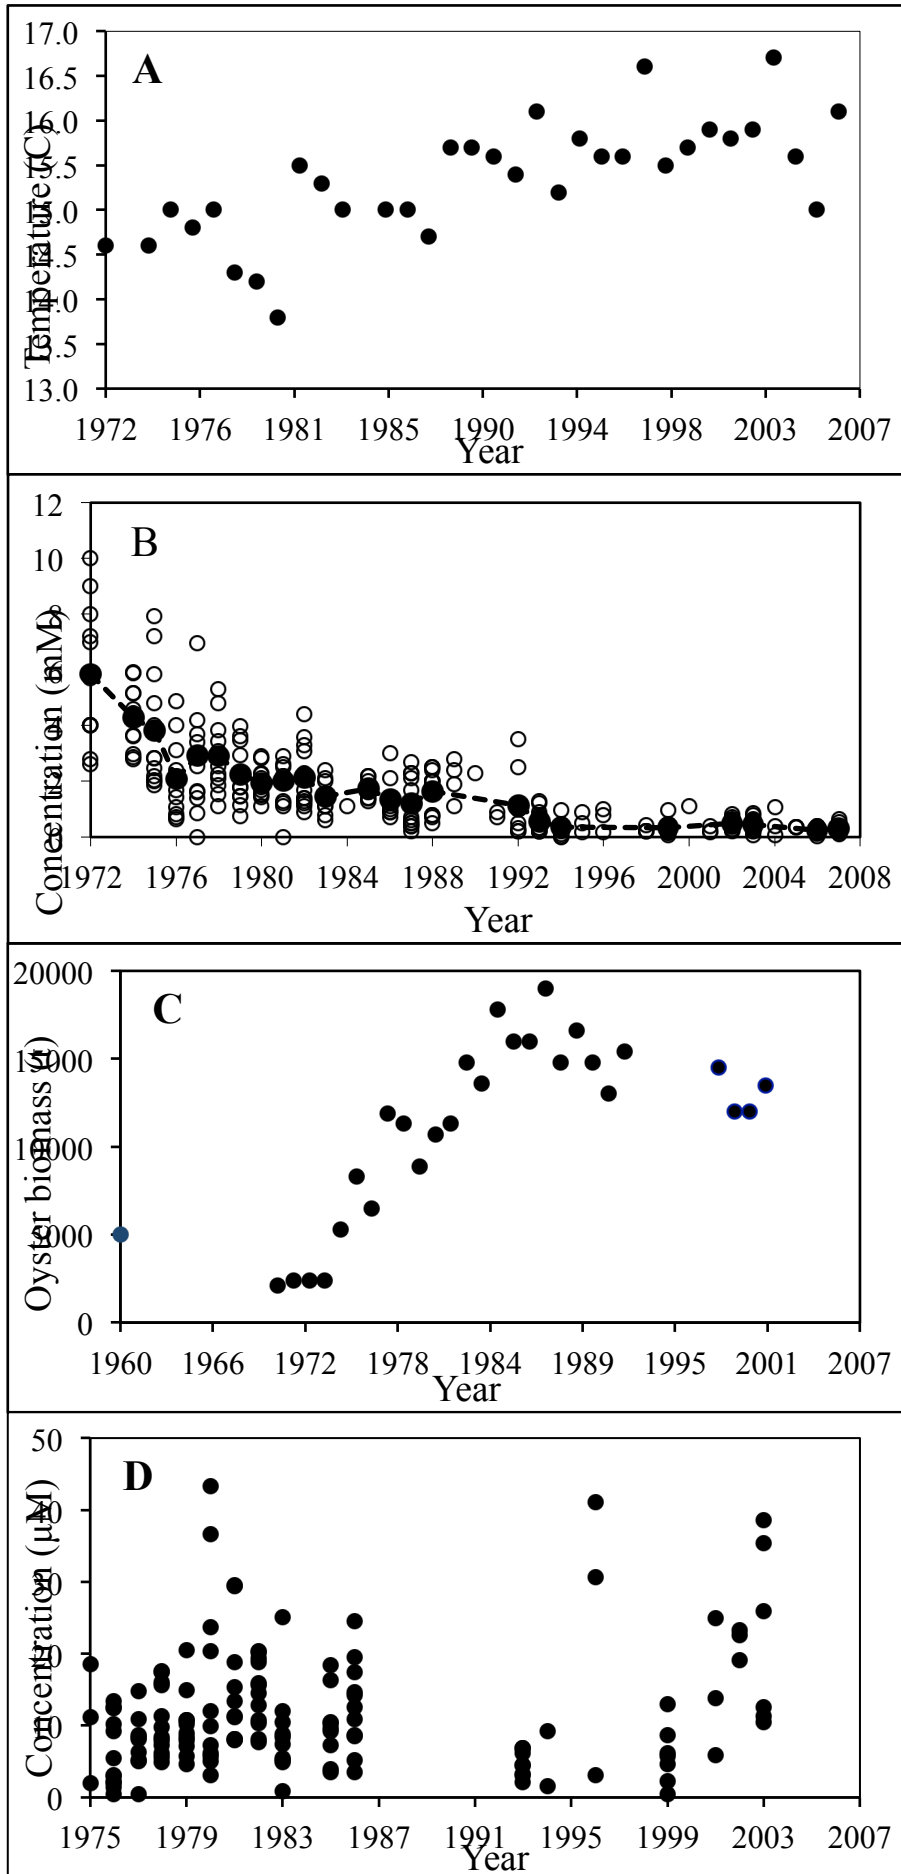 17.0
16.5
16.0
15.5
15.0
14.5
14.0
13.5
13.0
Temperature (C)
A
1972 1976 1981 1985 1990 1994 1998 2003 2007
Year
12
10
8
6
4
2
0
Concentration (mM)
B
1972 1976 1980 1984 1988 1992 1996 2000 2004 2008
Year
20000
15000
10000
5000
0
Oyster biomass (t)
C
1960 1966 1972 1978 1984 1989 1995 2001 2007
Year
50
40
30
20
10
0
Concentration (µM)
D
1975 1979 1983 1987 1991 1995 1999 2003 2007
Year